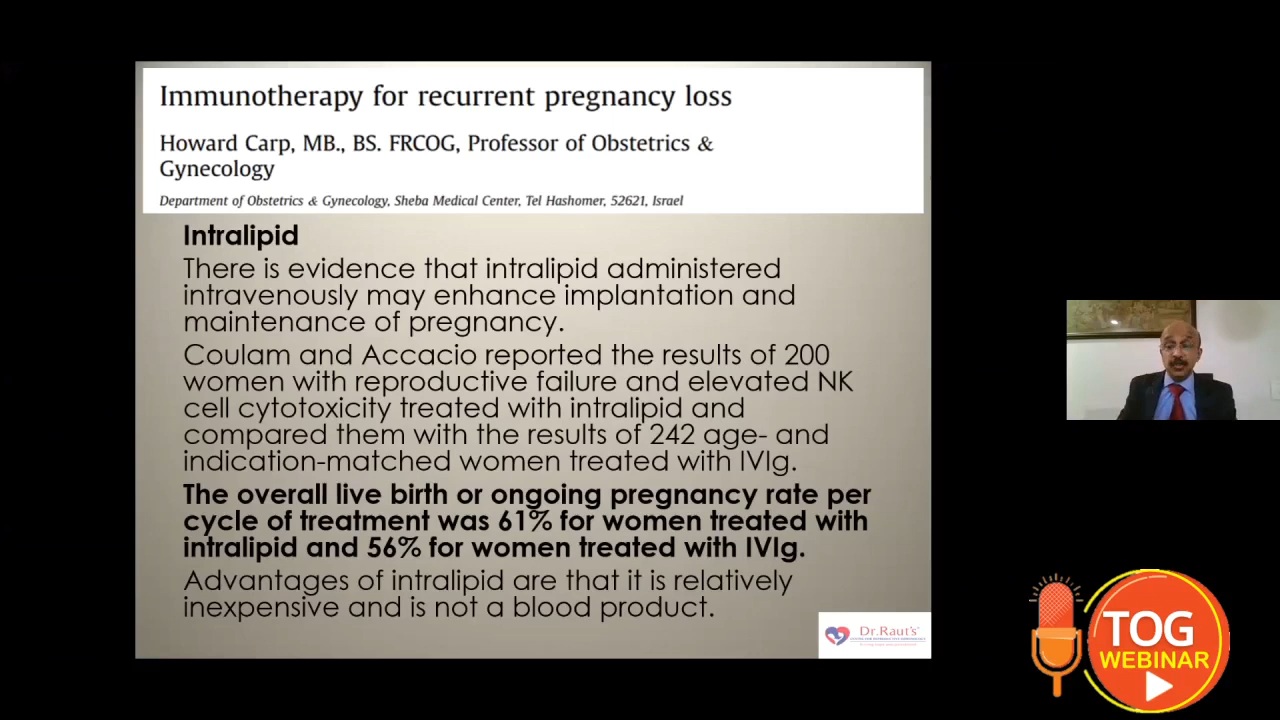 Immunotherapy for recurrent pregnancy loss
Howard Carp, MB., BS. FRCOG, Professor of Obstetrics &
Gynecology
Department of Obstetrics & Gynecology, Sheba Medical Center, Tel Hashomer, 52621, Israel
Intralipid
There is evidence that intralipid administered
intravenously may enhance implantation and
maintenance of pregnancy.
Coulam and Accacio reported the results of 200
women with reproductive failure and elevated NK
cell cytotoxicity treated with intralipid and
compared them with the results of 242 age- and
indication-matched women treated with IVIg.
The overall live birth or ongoing pregnancy rate per
cycle of treatment was 61% for women treated with
intralipid and 56% for women treated with IVIg.
Advantages of intralipid are that it is relatively
inexpensive and is not a blood product.
Dr.Raut's
TOG
WEBINAR